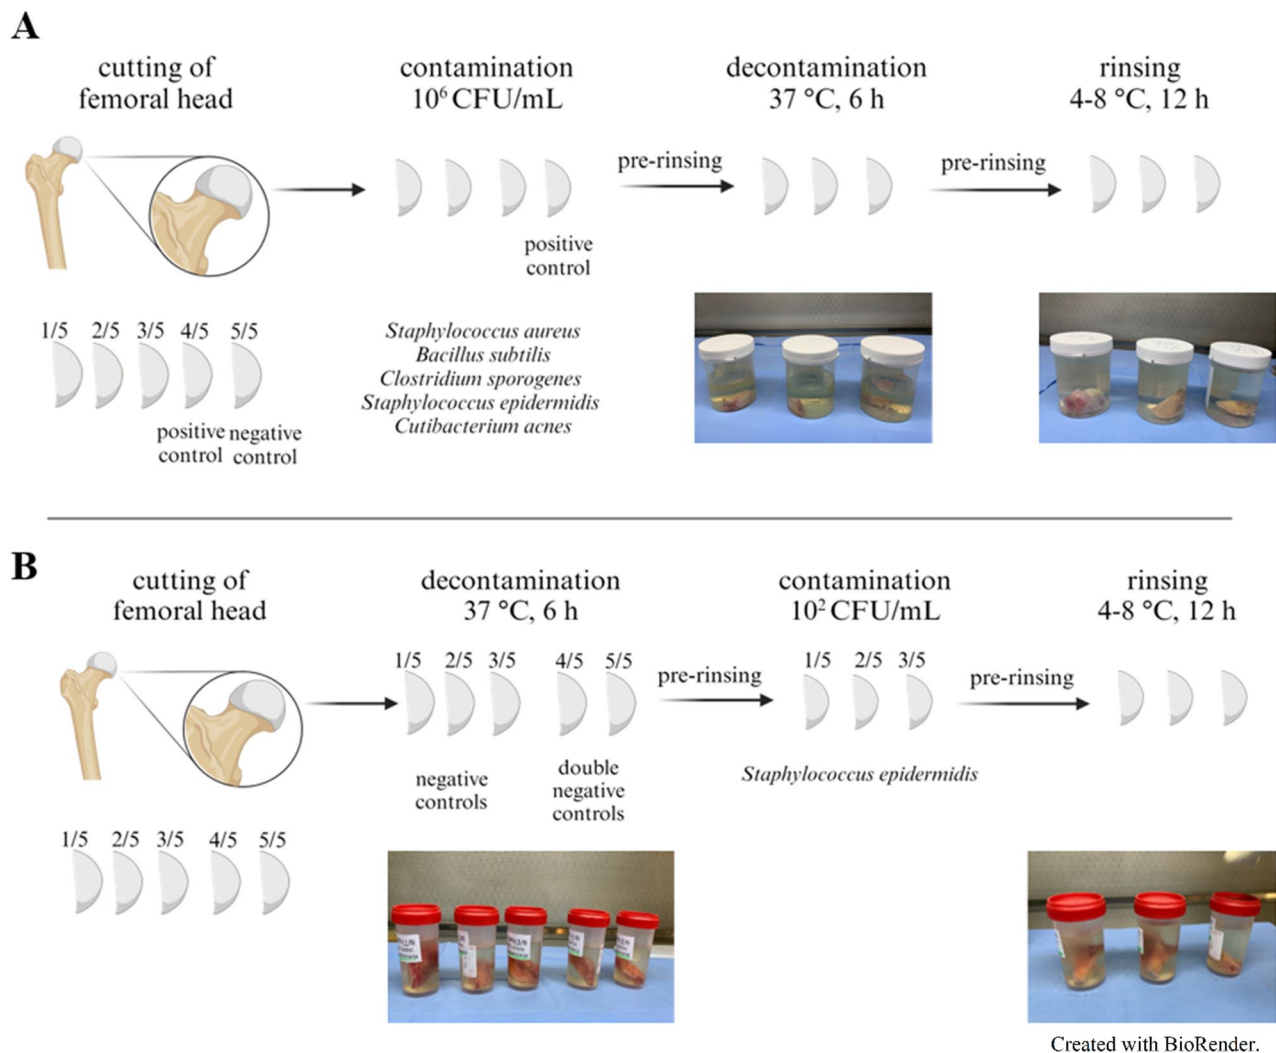 A
cutting of
femoral head
contamination
10⁶ CFU/mL
decontamination
37 °C, 6 h
rinsing
4-8 °C, 12 h
pre-rinsing
pre-rinsing
positive
control
1/5 2/5 3/5 4/5 5/5
positive
control
negative
control
Staphylococcus aureus
Bacillus subtilis
Clostridium sporogenes
Staphylococcus epidermidis
Cutibacterium acnes
B
cutting of
femoral head
decontamination
37 °C, 6 h
contamination
10² CFU/mL
rinsing
4-8 °C, 12 h
1/5 2/5 3/5 4/5 5/5
pre-rinsing
1/5 2/5 3/5
pre-rinsing
negative
controls
double
negative
controls
Staphylococcus epidermidis
1/5 2/5 3/5 4/5 5/5
Created with BioRender.